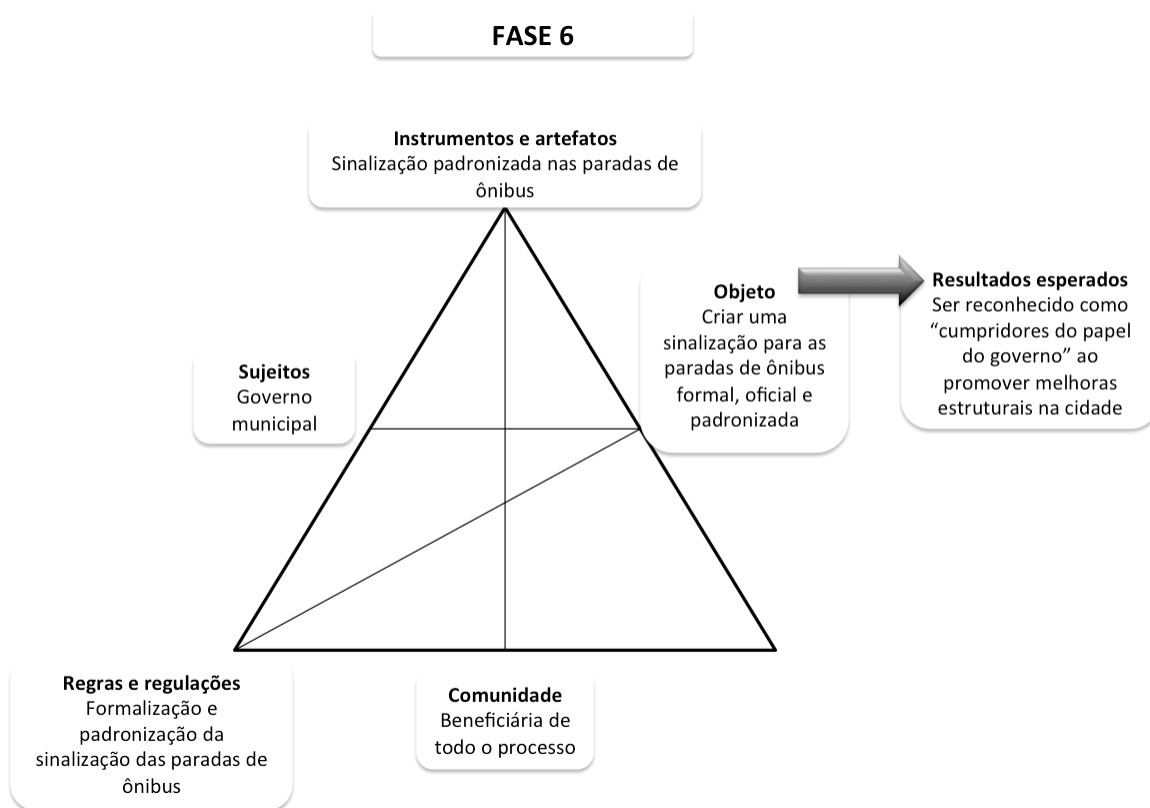 FASE 6
Instrumentos e artefatos
Sinalização padronizada nas paradas de
ônibus
Objeto
Criar uma
sinalização para as
paradas de ônibus
formal, oficial e
padronizada
Resultados esperados
Ser reconhecido como
“cumpridores do papel
do governo” ao
promover melhoras
estruturais na cidade
Sujeitos
Governo
municipal
Regras e regulações
Formalização e
padronização da
sinalização das paradas de
ônibus
Comunidade
Beneficiária de
todo o processo